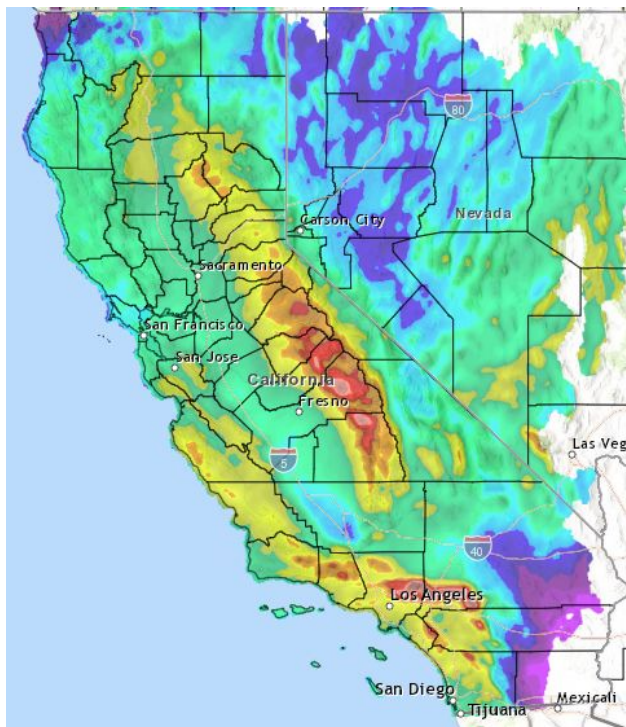 80
Carson City
Nevada
Sacramento
San Francisco
San Jose
California
Fresno
5
Las Veg
40
Los Angeles
San Diego
Mexicali
Tijuana